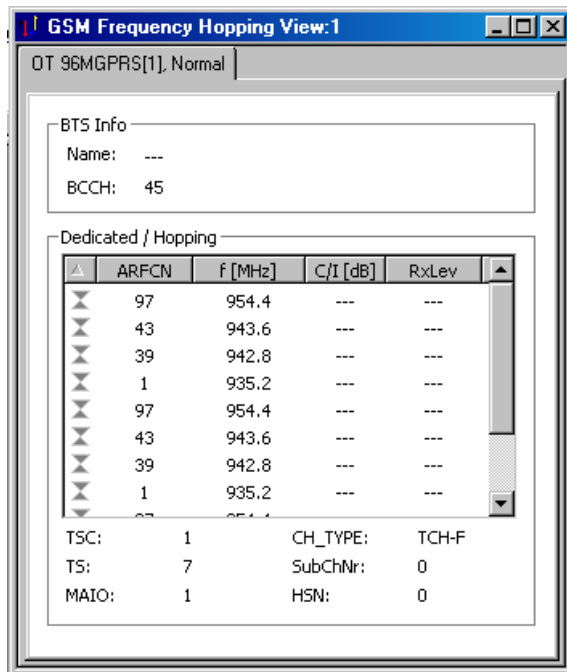 GSM Frequency Hopping View:1
OT 96MGPRS[1], Normal
BTS Info
Name: ---
BCCH: 45
Dedicated / Hopping
ARFCN f [MHz] C/I [dB] RxLev
97 954.4 --- ---
43 943.6 --- ---
39 942.8 --- ---
1 935.2 --- ---
97 954.4 --- ---
43 943.6 --- ---
39 942.8 --- ---
1 935.2 --- ---
TSC: 1 CH_TYPE: TCH-F
TS: 7 SubChNr: 0
MAIO: 1 HSN: 0